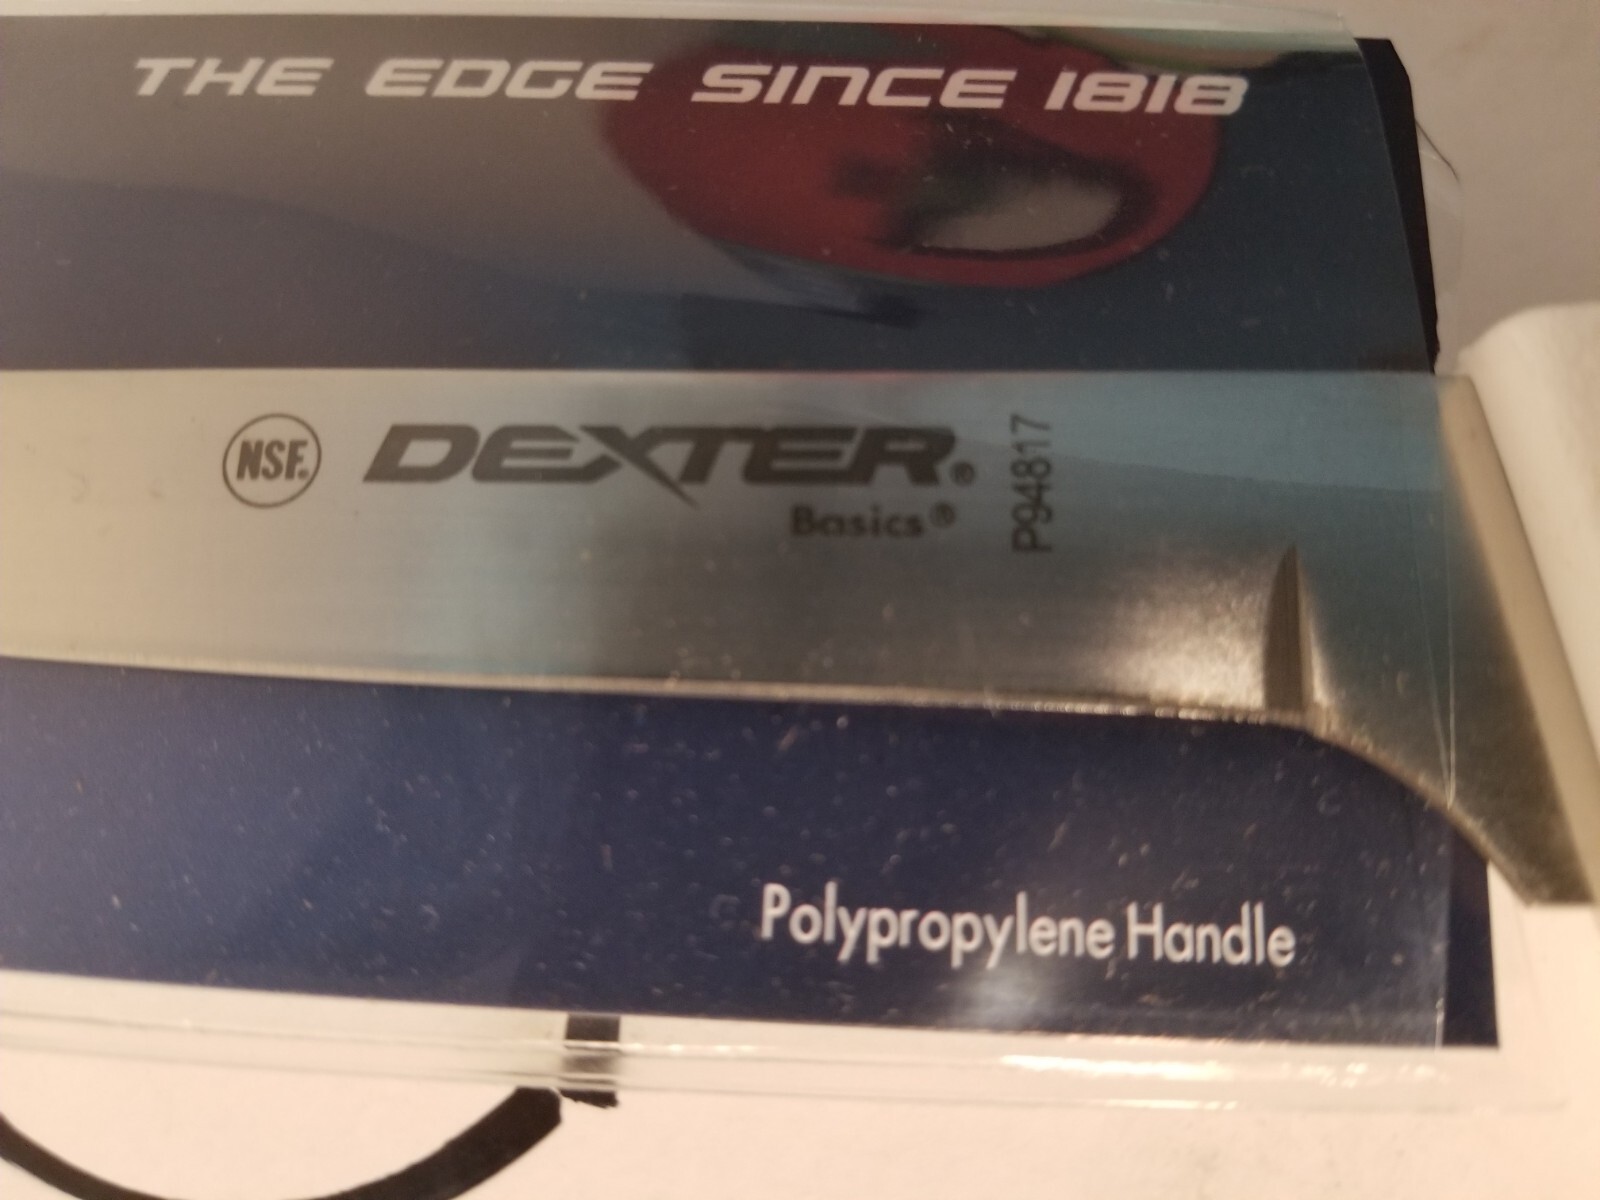 THE EDGE SINCE 1818
NSF.
DEXTER®
Basics®
P94817
Polypropylene Handle